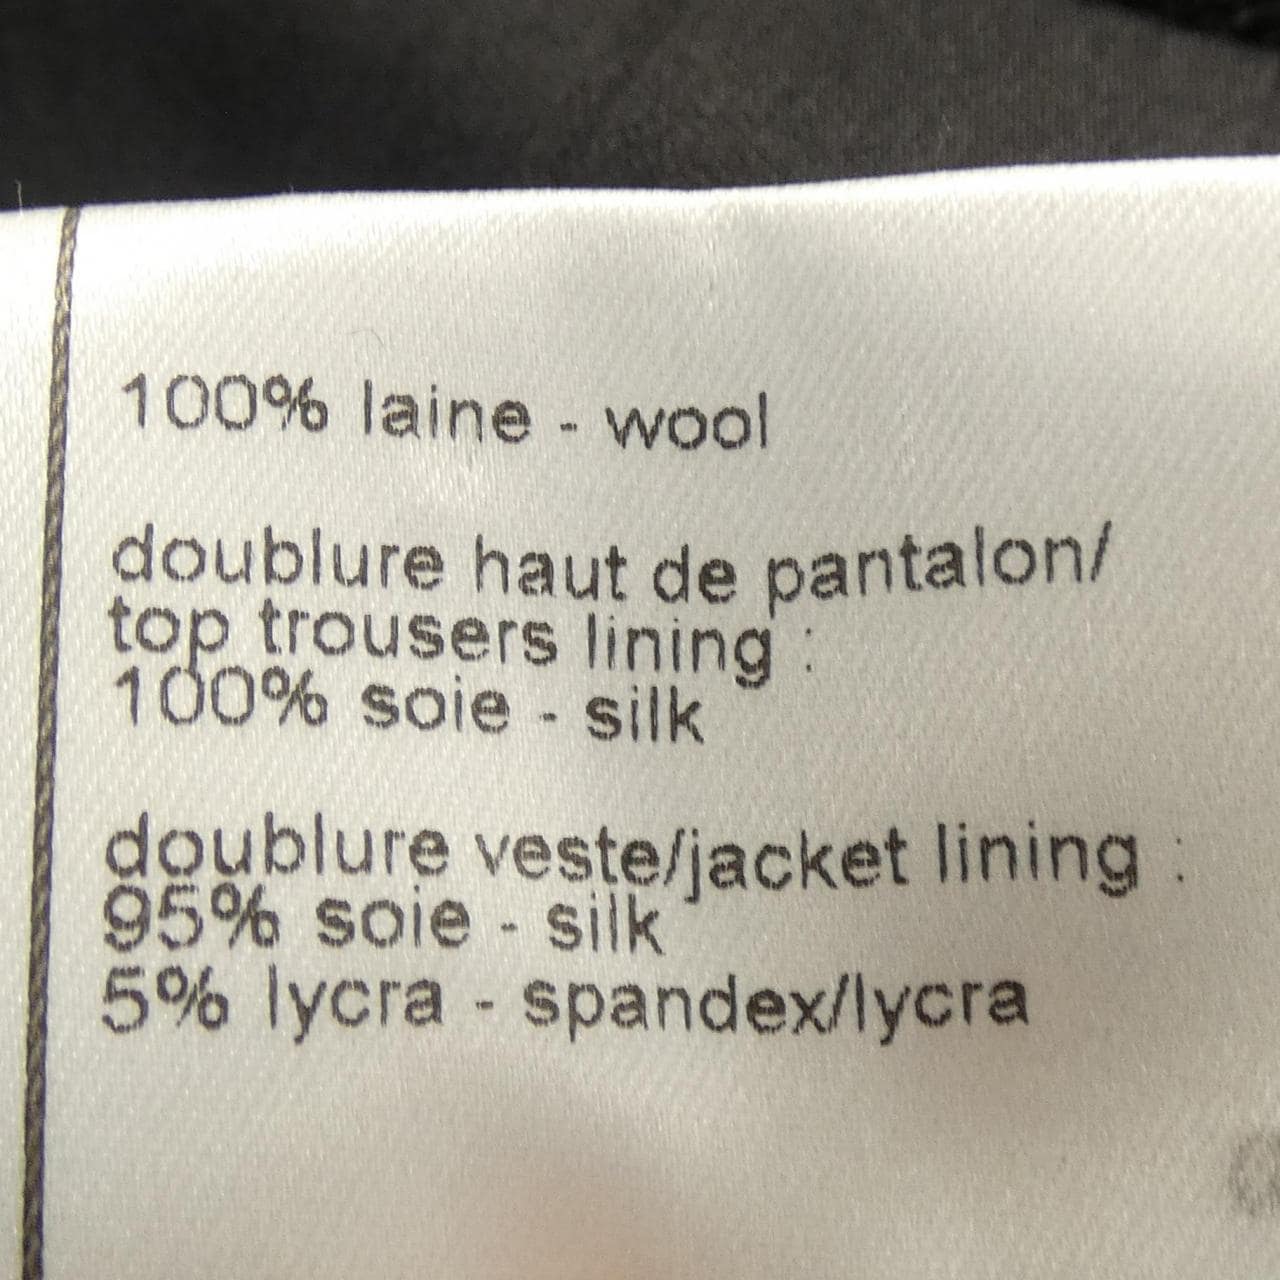 100% laine - wool
doublure haut de pantalon/
top trousers lining :
100% soie - silk
doublure veste/jacket lining :
95% soie - silk
5% lycra - spandex/lycra